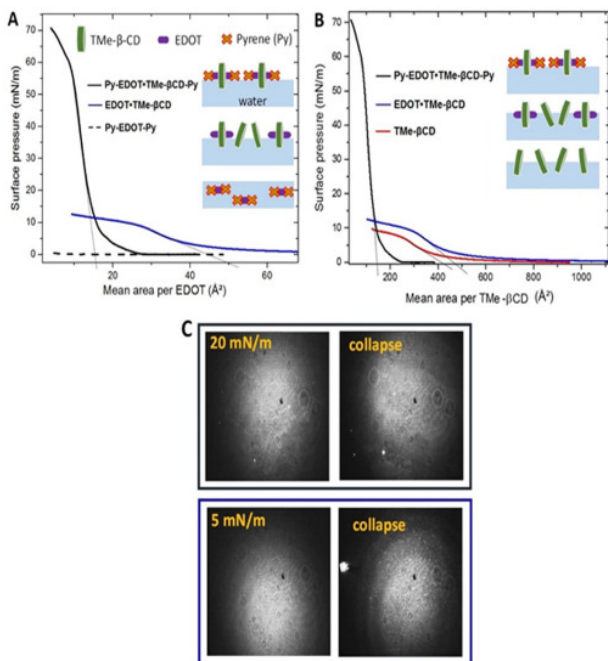 A
TMe-β-CD EDOT Pyrene (Py)
Surface pressure (mN/m)
70
60
50
40
30
20
10
0
Py-EDOT•TMe-βCD-Py
EDOT•TMe-βCD
Py-EDOT-Py
water
20 40 60
Mean area per EDOT (Å²)
B
Surface pressure (mN/m)
70
60
50
40
30
20
10
0
Py-EDOT•TMe-βCD-Py
EDOT•TMe-βCD
TMe-βCD
200 400 600 800 1000
Mean area per TMe -βCD (Å²)
C
20 mN/m collapse
5 mN/m collapse